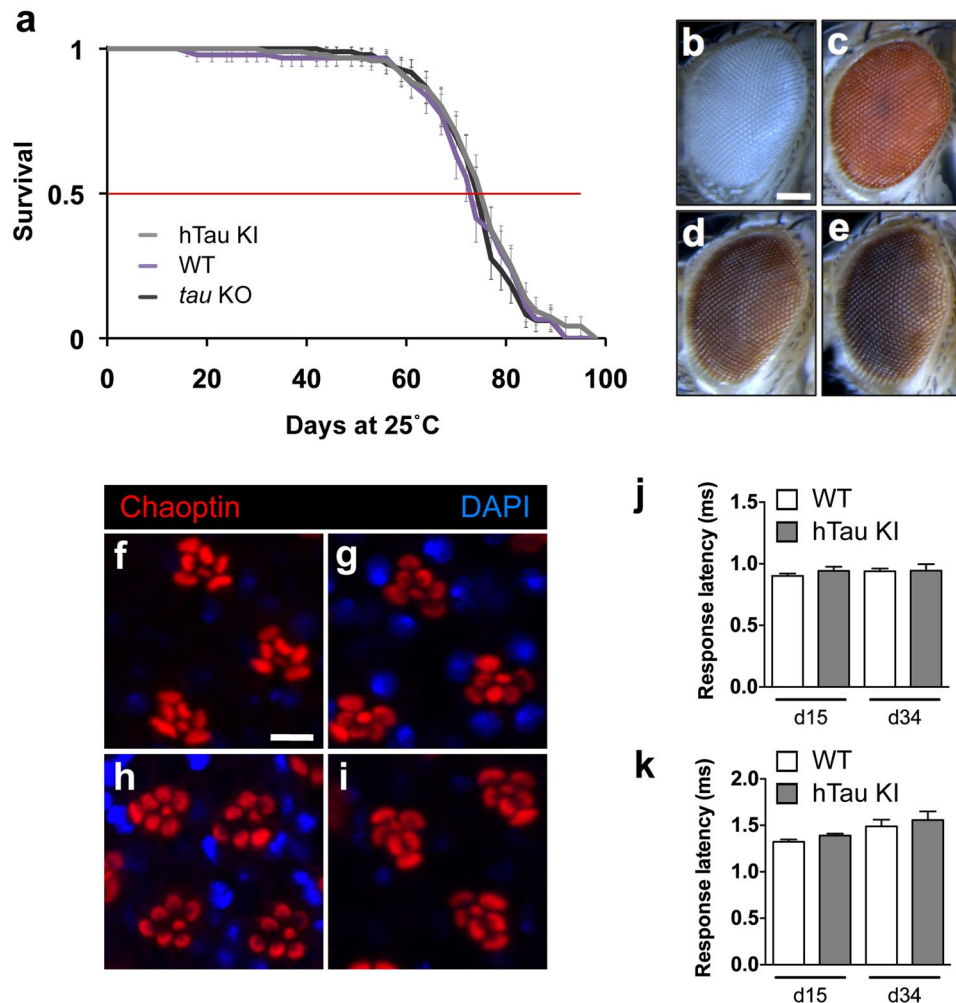 a
1
Survival
0.5
hTau KI
WT
tau KO
0
0
20
40
60
80
100
Days at 25˚C
b
c
d
e
Chaoptin
DAPI
f
g
h
i
j
Response latency (ms)
1.5
1.0
0.5
0.0
WT
hTau KI
d15
d34
k
Response latency (ms)
2.0
1.5
1.0
0.5
0.0
WT
hTau KI
d15
d34